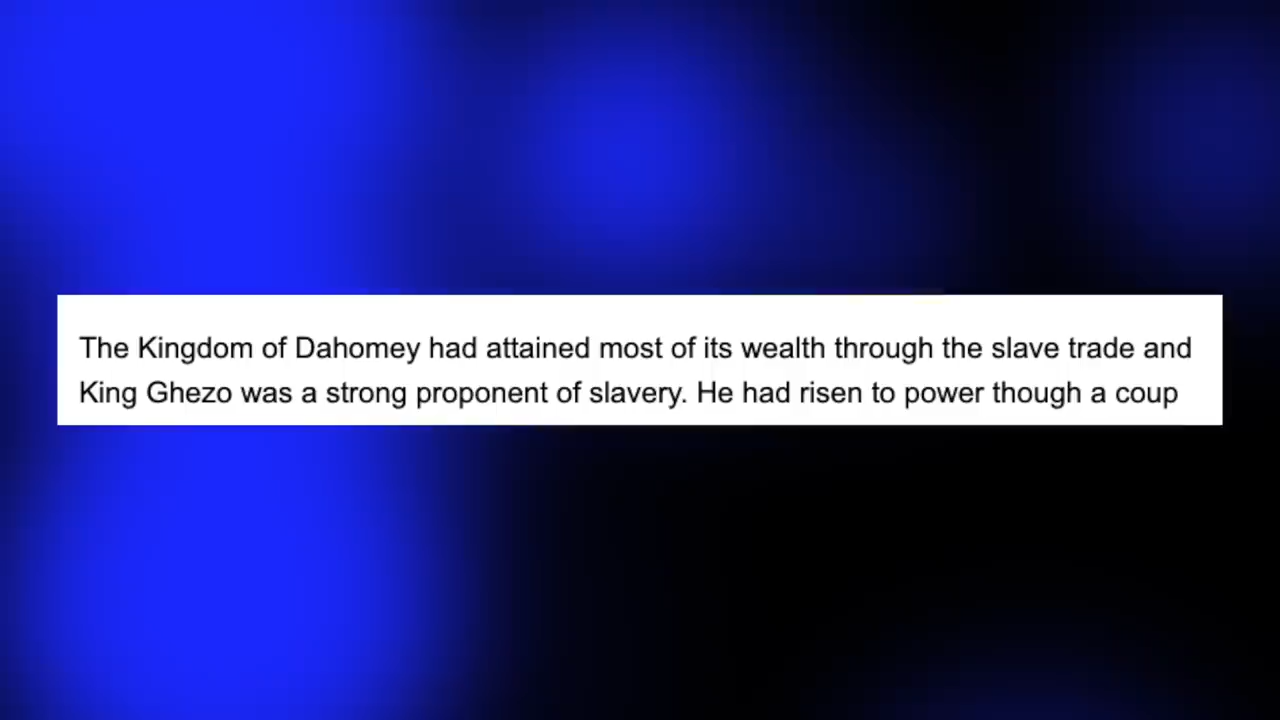 The Kingdom of Dahomey had attained most of its wealth through the slave trade and
King Ghezo was a strong proponent of slavery. He had risen to power though a coup